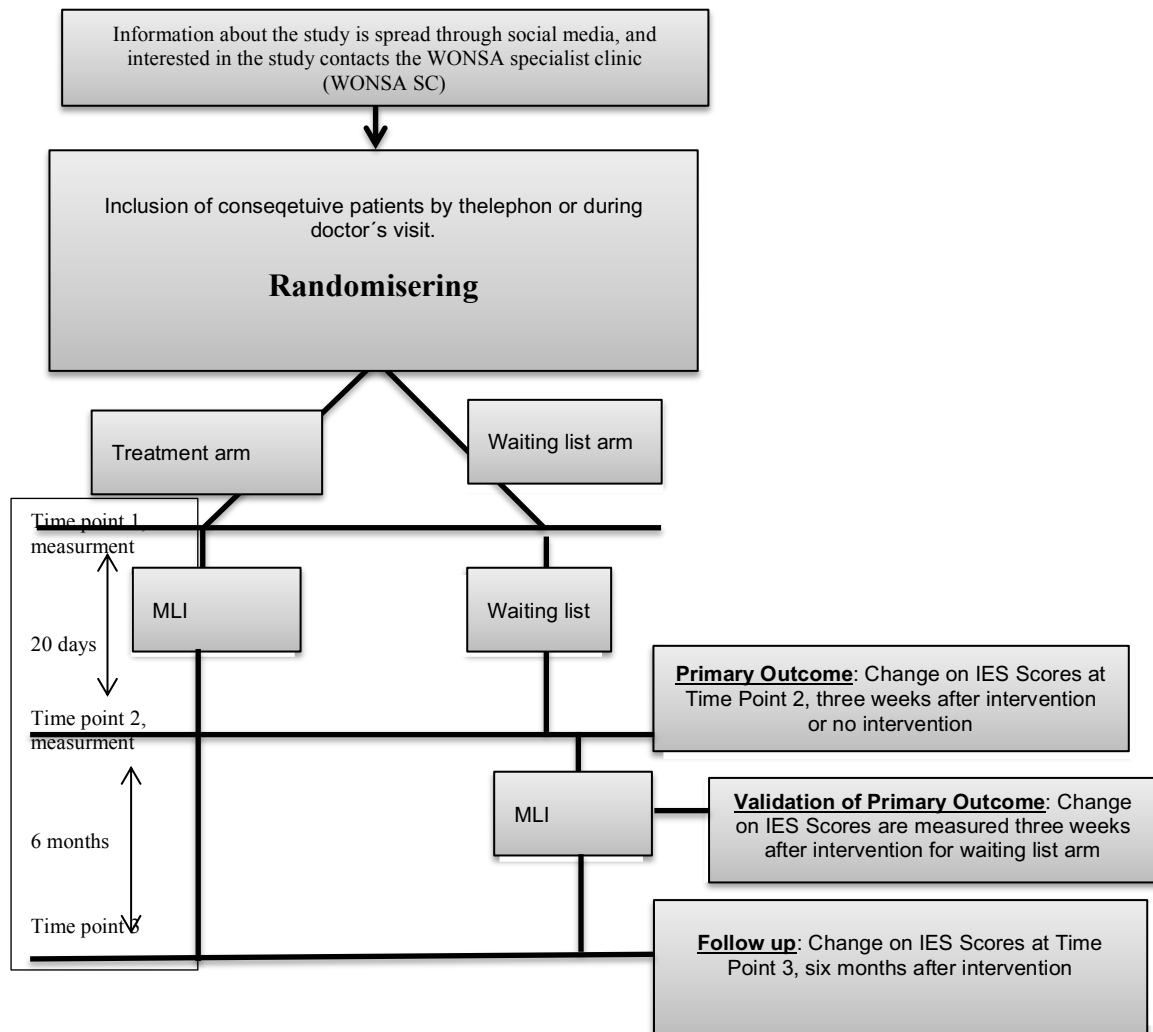 Information about the study is spread through social media, and
interested in the study contacts the WONSA specialist clinic
(WONSA SC)
Inclusion of conseqetuive patients by thelephon or during
doctor´s visit.
Randomisering
Treatment arm
Waiting list arm
Time point 1,
measurment
MLI
Waiting list
20 days
Primary Outcome: Change on IES Scores at
Time Point 2, three weeks after intervention
or no intervention
Time point 2,
measurment
MLI
Validation of Primary Outcome: Change
on IES Scores are measured three weeks
after intervention for waiting list arm
6 months
Time point 3
Follow up: Change on IES Scores at Time
Point 3, six months after intervention